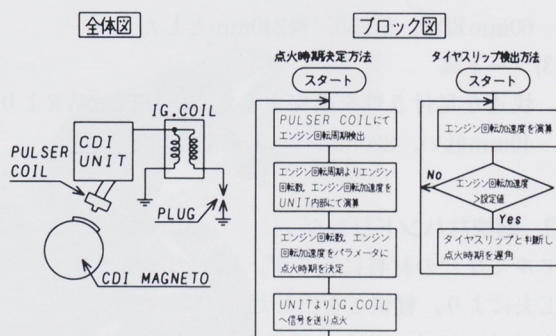 全体図
ブロック図
IG.COIL
CDI
UNIT
PULSER
COIL
PLUG
CDI MAGNETO
点火時期決定方法
スタート
PULSER COILにて
エンジン回転周期検出
エンジン回転周期よりエンジン
回転数，エンジン回転加速度を
UNIT内部にて演算
エンジン回転数，エンジン
回転加速度をパラメータに
点火時期を決定
UNITよりIG.COIL
へ信号を送り点火
タイヤスリップ検出方法
スタート
エンジン回転加速度を演算
No
エンジン回転加速度
>設定値
Yes
タイヤスリップと判断し
点火時期を遅角